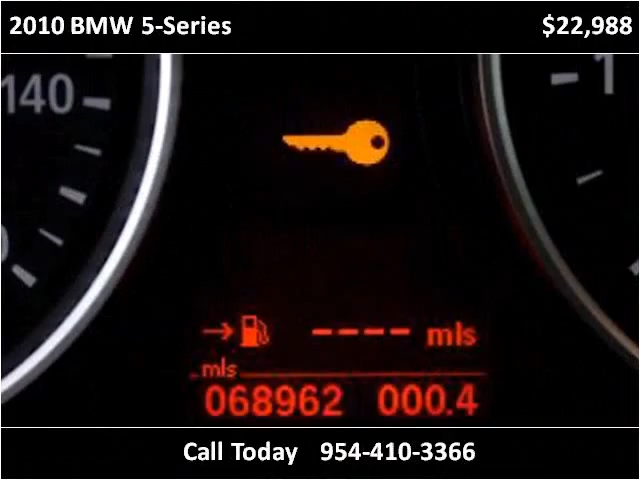 2010 BMW 5-Series $22,988
140
1
---- mls
mls
068962 000.4
Call Today 954-410-3366